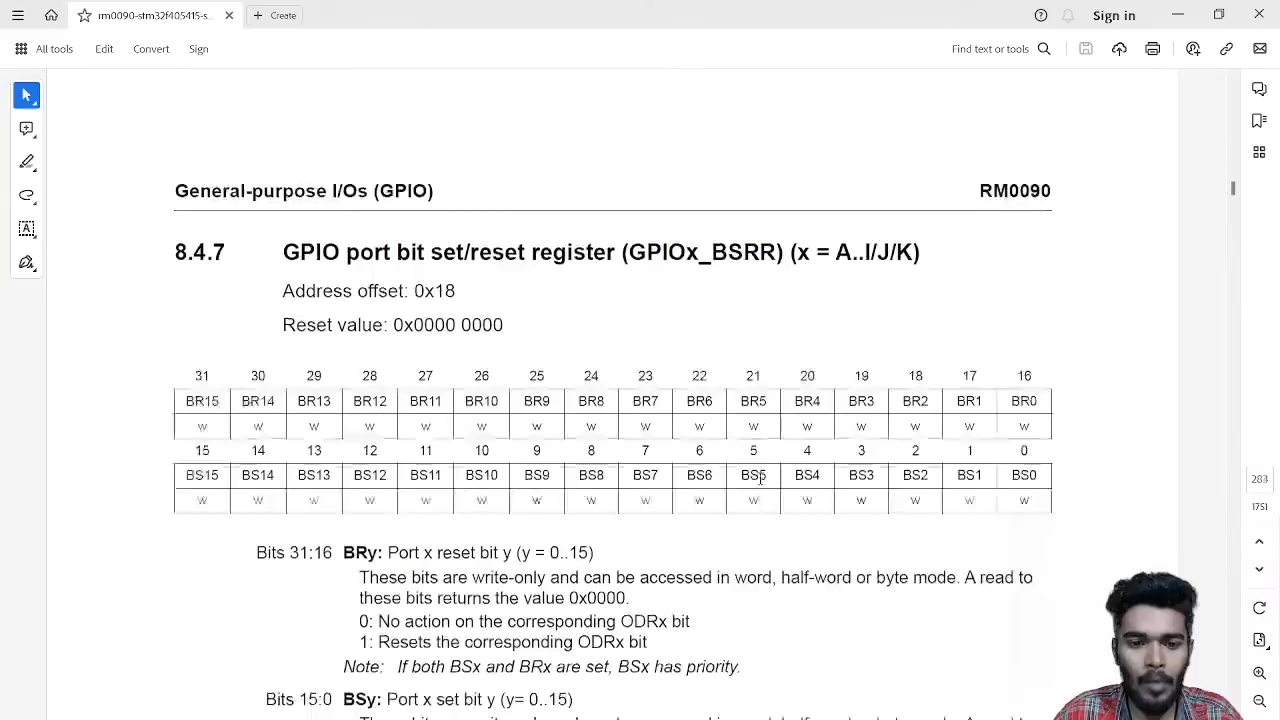 rm0090-stm32f405415-s...
Create
Sign in
All tools
Edit
Convert
Sign
Find text or tools
General-purpose I/Os (GPIO)
RM0090
8.4.7 GPIO port bit set/reset register (GPIOx_BSRR) (x = A..I/J/K)
Address offset: 0x18
Reset value: 0x0000 0000
31 30 29 28 27 26 25 24 23 22 21 20 19 18 17 16
BR15 BR14 BR13 BR12 BR11 BR10 BR9 BR8 BR7 BR6 BR5 BR4 BR3 BR2 BR1 BR0
w w w w w w w w w w w w w w w w
15 14 13 12 11 10 9 8 7 6 5 4 3 2 1 0
BS15 BS14 BS13 BS12 BS11 BS10 BS9 BS8 BS7 BS6 BS5 BS4 BS3 BS2 BS1 BS0
w w w w w w w w w w w w w w w w
283
1751
Bits 31:16 BRy: Port x reset bit y (y = 0..15)
These bits are write-only and can be accessed in word, half-word or byte mode. A read to
these bits returns the value 0x0000.
0: No action on the corresponding ODRx bit
1: Resets the corresponding ODRx bit
Note: If both BSx and BRx are set, BSx has priority.
Bits 15:0 BSy: Port x set bit y (y= 0..15)